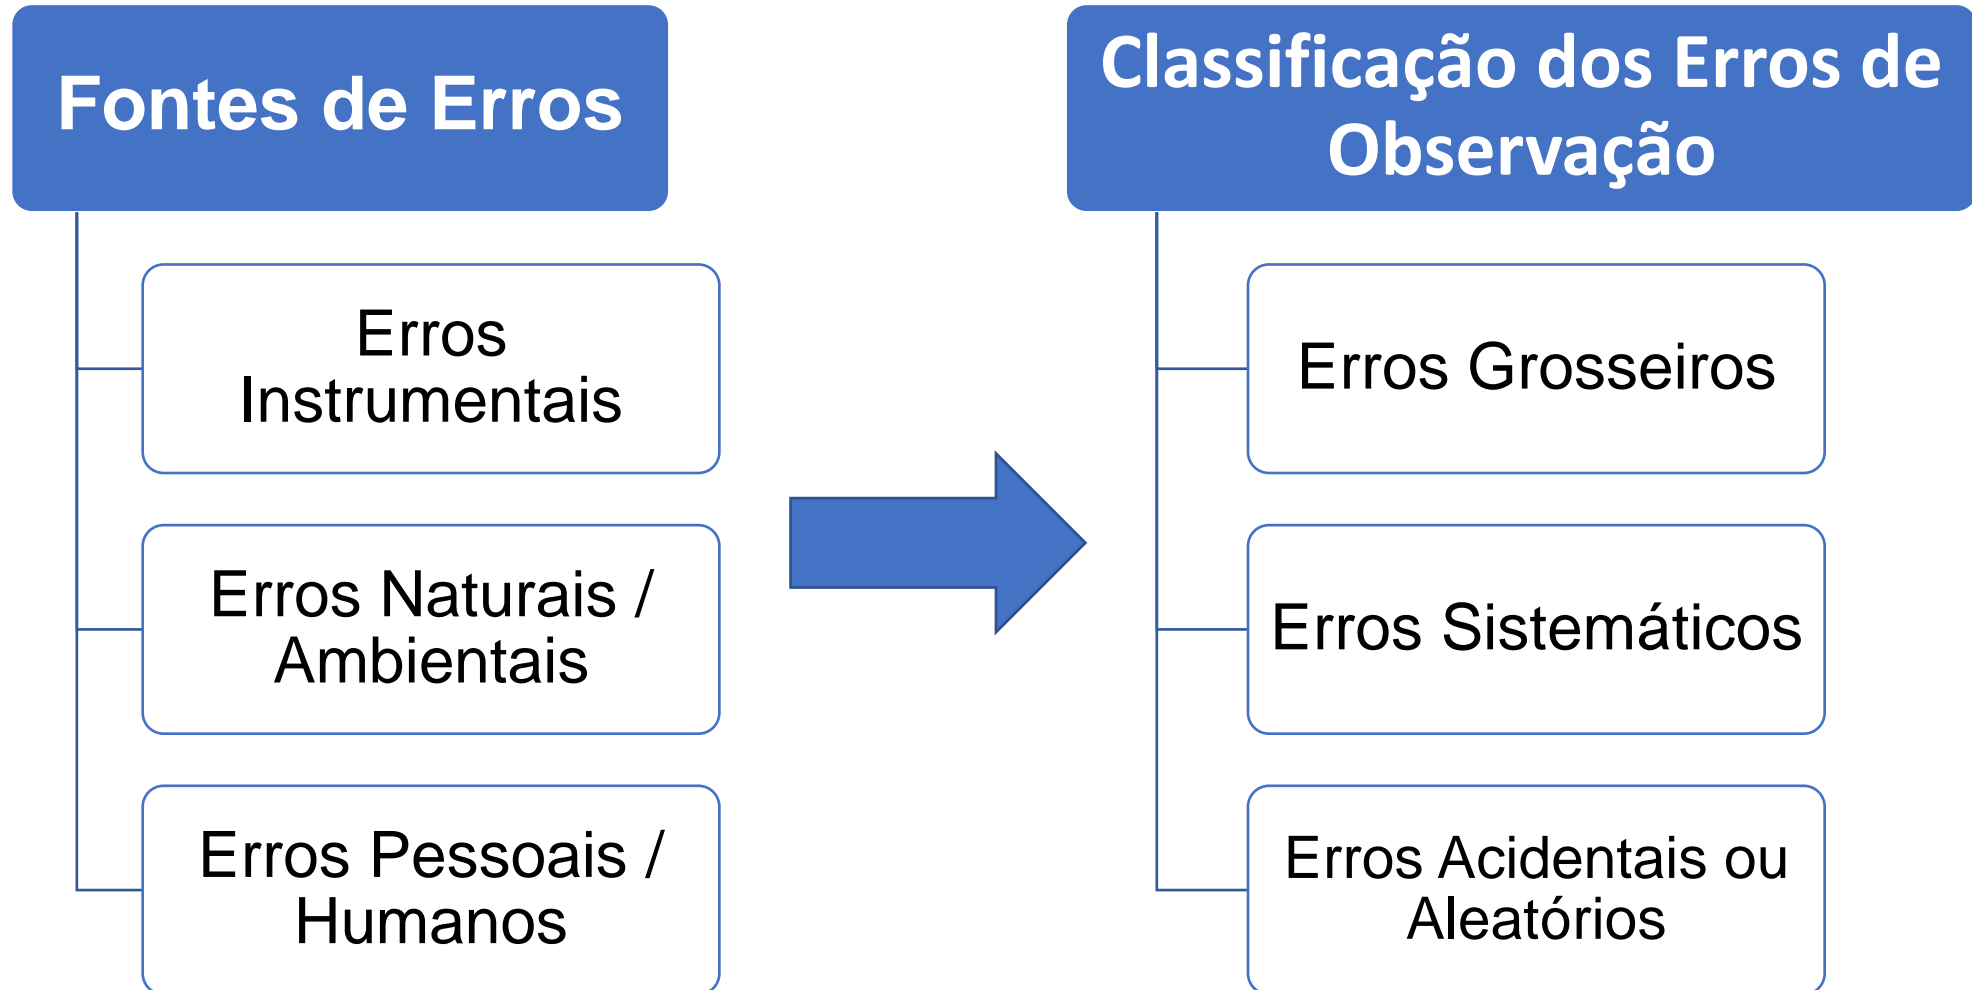 Fontes de Erros
Erros
Instrumentais
Erros Naturais /
Ambientais
Erros Pessoais /
Humanos
Classificação dos Erros de
Observação
Erros Grosseiros
Erros Sistemáticos
Erros Acidentais ou
Aleatórios